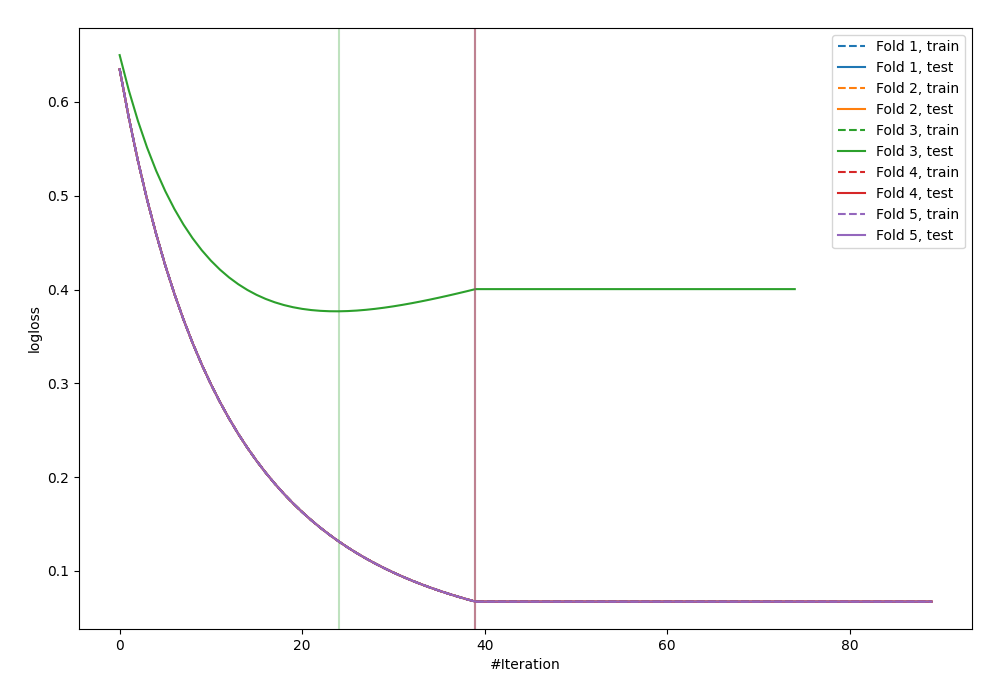 logloss
0.6
0.5
0.4
0.3
0.2
0.1
0
20
40
60
80
#Iteration
Fold 1, train
Fold 1, test
Fold 2, train
Fold 2, test
Fold 3, train
Fold 3, test
Fold 4, train
Fold 4, test
Fold 5, train
Fold 5, test